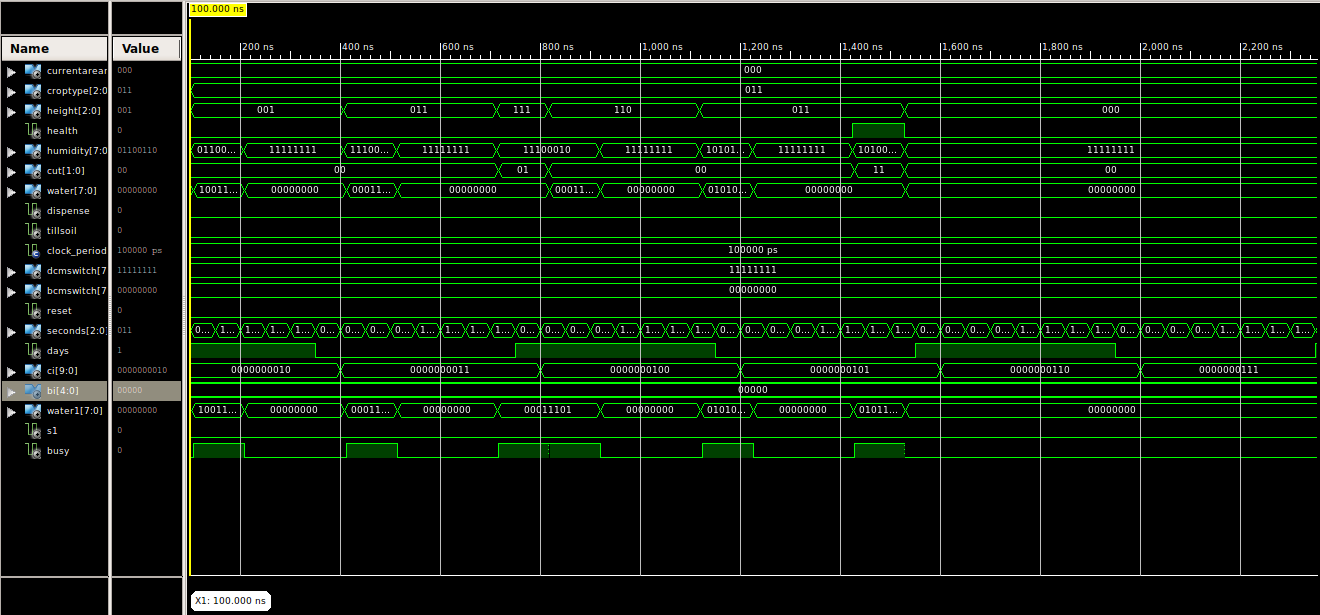 100.000 ns
Name Value
200 ns 400 ns 600 ns 800 ns 1,000 ns 1,200 ns 1,400 ns 1,600 ns 1,800 ns 2,000 ns 2,200 ns
currentarear 000 000
croptype[2:0 011 011
height[2:0] 001 001 011 111 110 011 000
health 0
humidity[7:0 01100110 01100... 11111111 11100... 11111111 11100010 11111111 10101... 11111111 10100... 11111111
cut[1:0] 00 00 01 00 11 00
water[7:0] 00000000 10011... 00000000 00011... 00000000 00011... 00000000 01010... 00000000 00000000
dispense 0
tillsoil 0
clock_period 100000 ps 100000 ps
dcmswitch[7 11111111 11111111
bcmswitch[7 00000000 00000000
reset 0
seconds[2:0] 011 0... 1... 1... 1... 1... 0... 0... 0... 0... 1... 1... 1... 1... 0... 0... 0... 0... 1... 1... 1... 1... 0... 0... 0... 0... 1... 1... 1... 1... 0... 0... 0... 0... 1... 1... 1... 1... 0... 0... 0... 0... 1... 1... 1... 1...
days 1
ci[9:0] 0000000010 0000000010 0000000011 0000000100 0000000101 0000000110 0000000111
bi[4:0] 00000 00000
water1[7:0] 00000000 10011... 00000000 00011... 00000000 00011101 00000000 01010... 00000000 01011... 00000000
s1 0
busy 0
X1: 100.000 ns